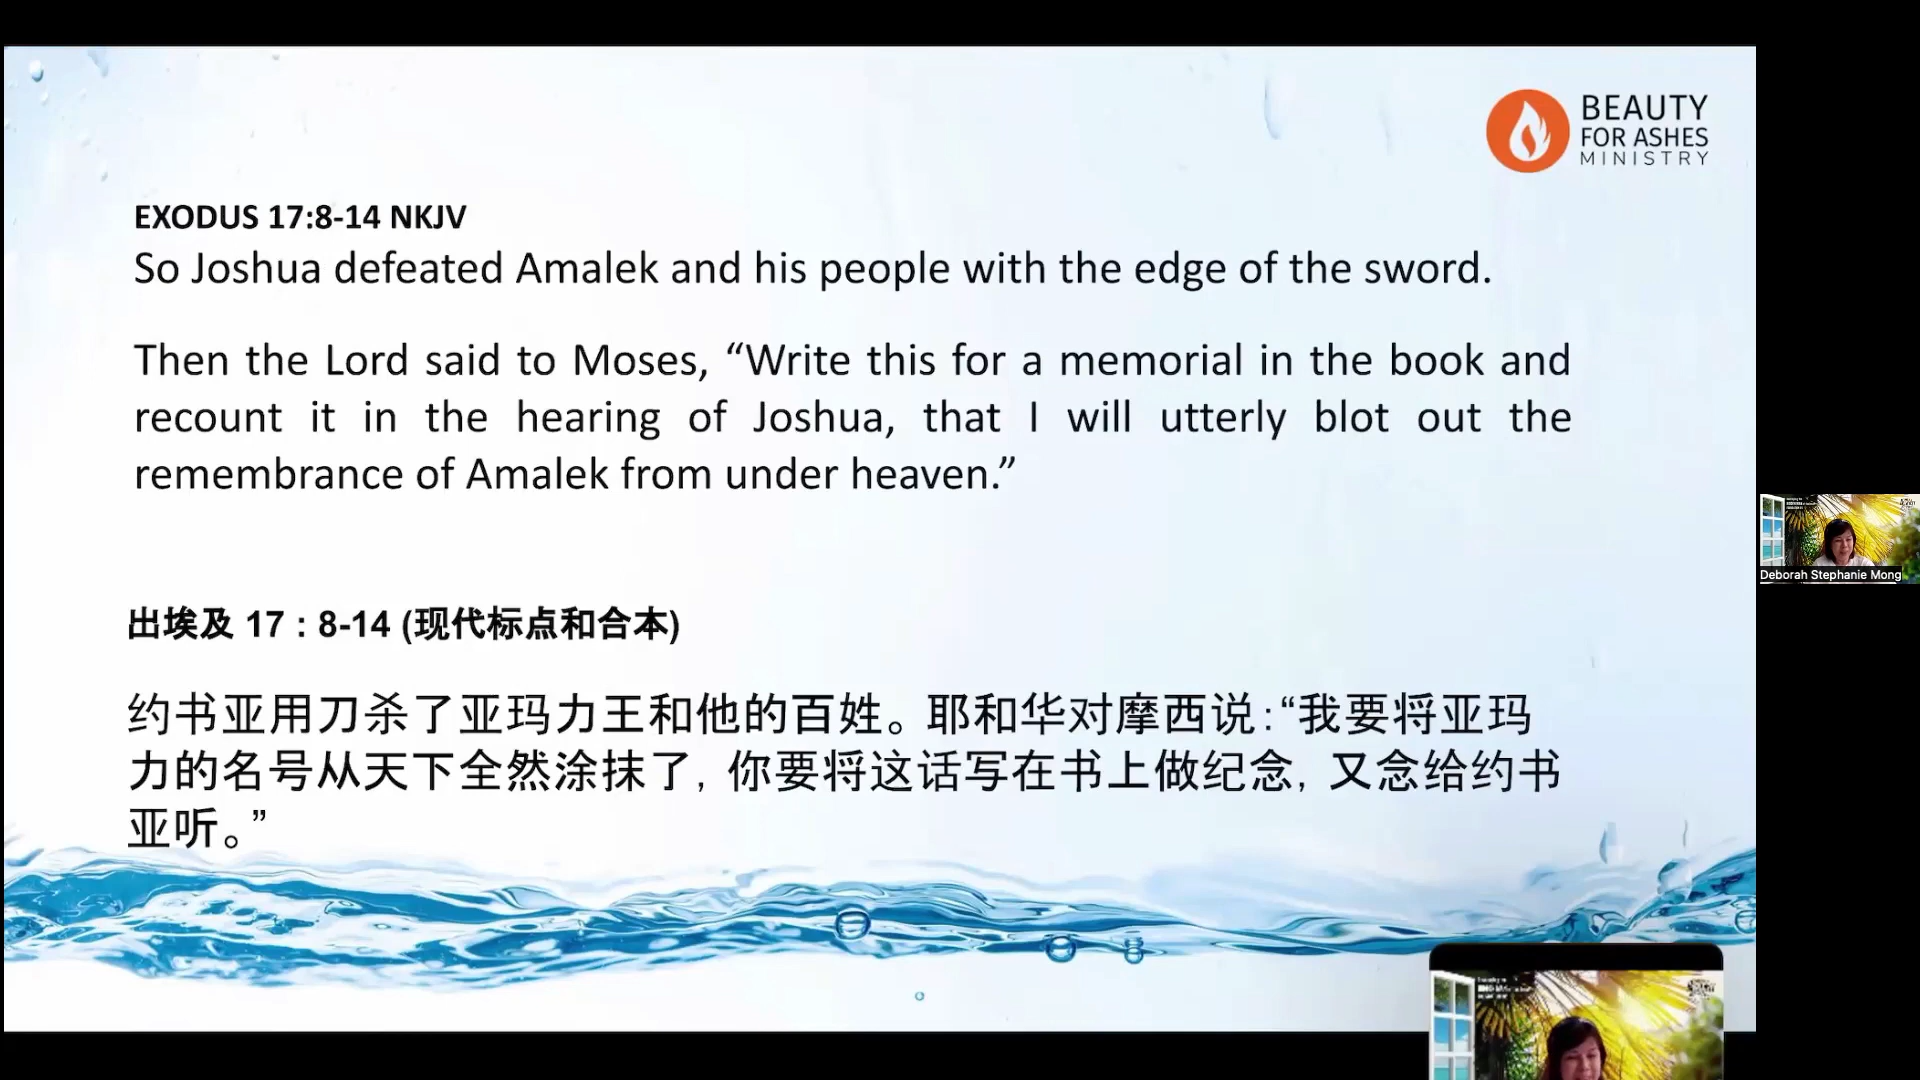 BEAUTY
FOR ASHES
MINISTRY
EXODUS 17:8-14 NKJV
So Joshua defeated Amalek and his people with the edge of the sword.
Then the Lord said to Moses, “Write this for a memorial in the book and
recount it in the hearing of Joshua, that I will utterly blot out the
remembrance of Amalek from under heaven.”
出埃及 17 : 8-14 (现代标点和合本)
约书亚用刀杀了亚玛力王和他的百姓。耶和华对摩西说：“我要将亚玛
力的名号从天下全然涂抹了, 你要将这话写在书上做纪念, 又念给约书
亚听。”
Deborah Stephanie Mong